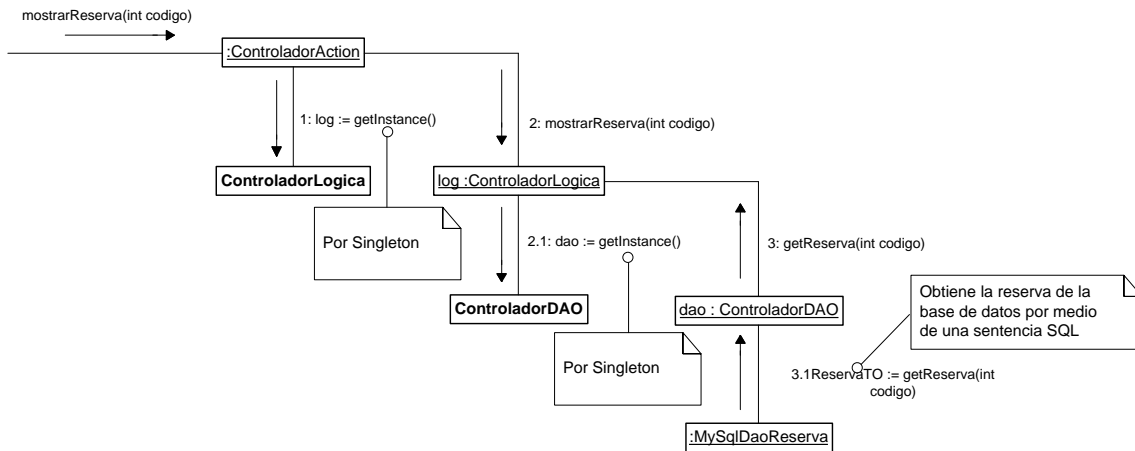 mostrarReserva(int codigo)
:ControladorAction
1: log := getInstance()
2: mostrarReserva(int codigo)
ControladorLogica
log :ControladorLogica
Por Singleton
2.1: dao := getInstance()
3: getReserva(int codigo)
ControladorDAO
dao : ControladorDAO
Obtiene la reserva de la
base de datos por medio
de una sentencia SQL
Por Singleton
3.1ReservaTO := getReserva(int
codigo)
:MySqlDaoReserva